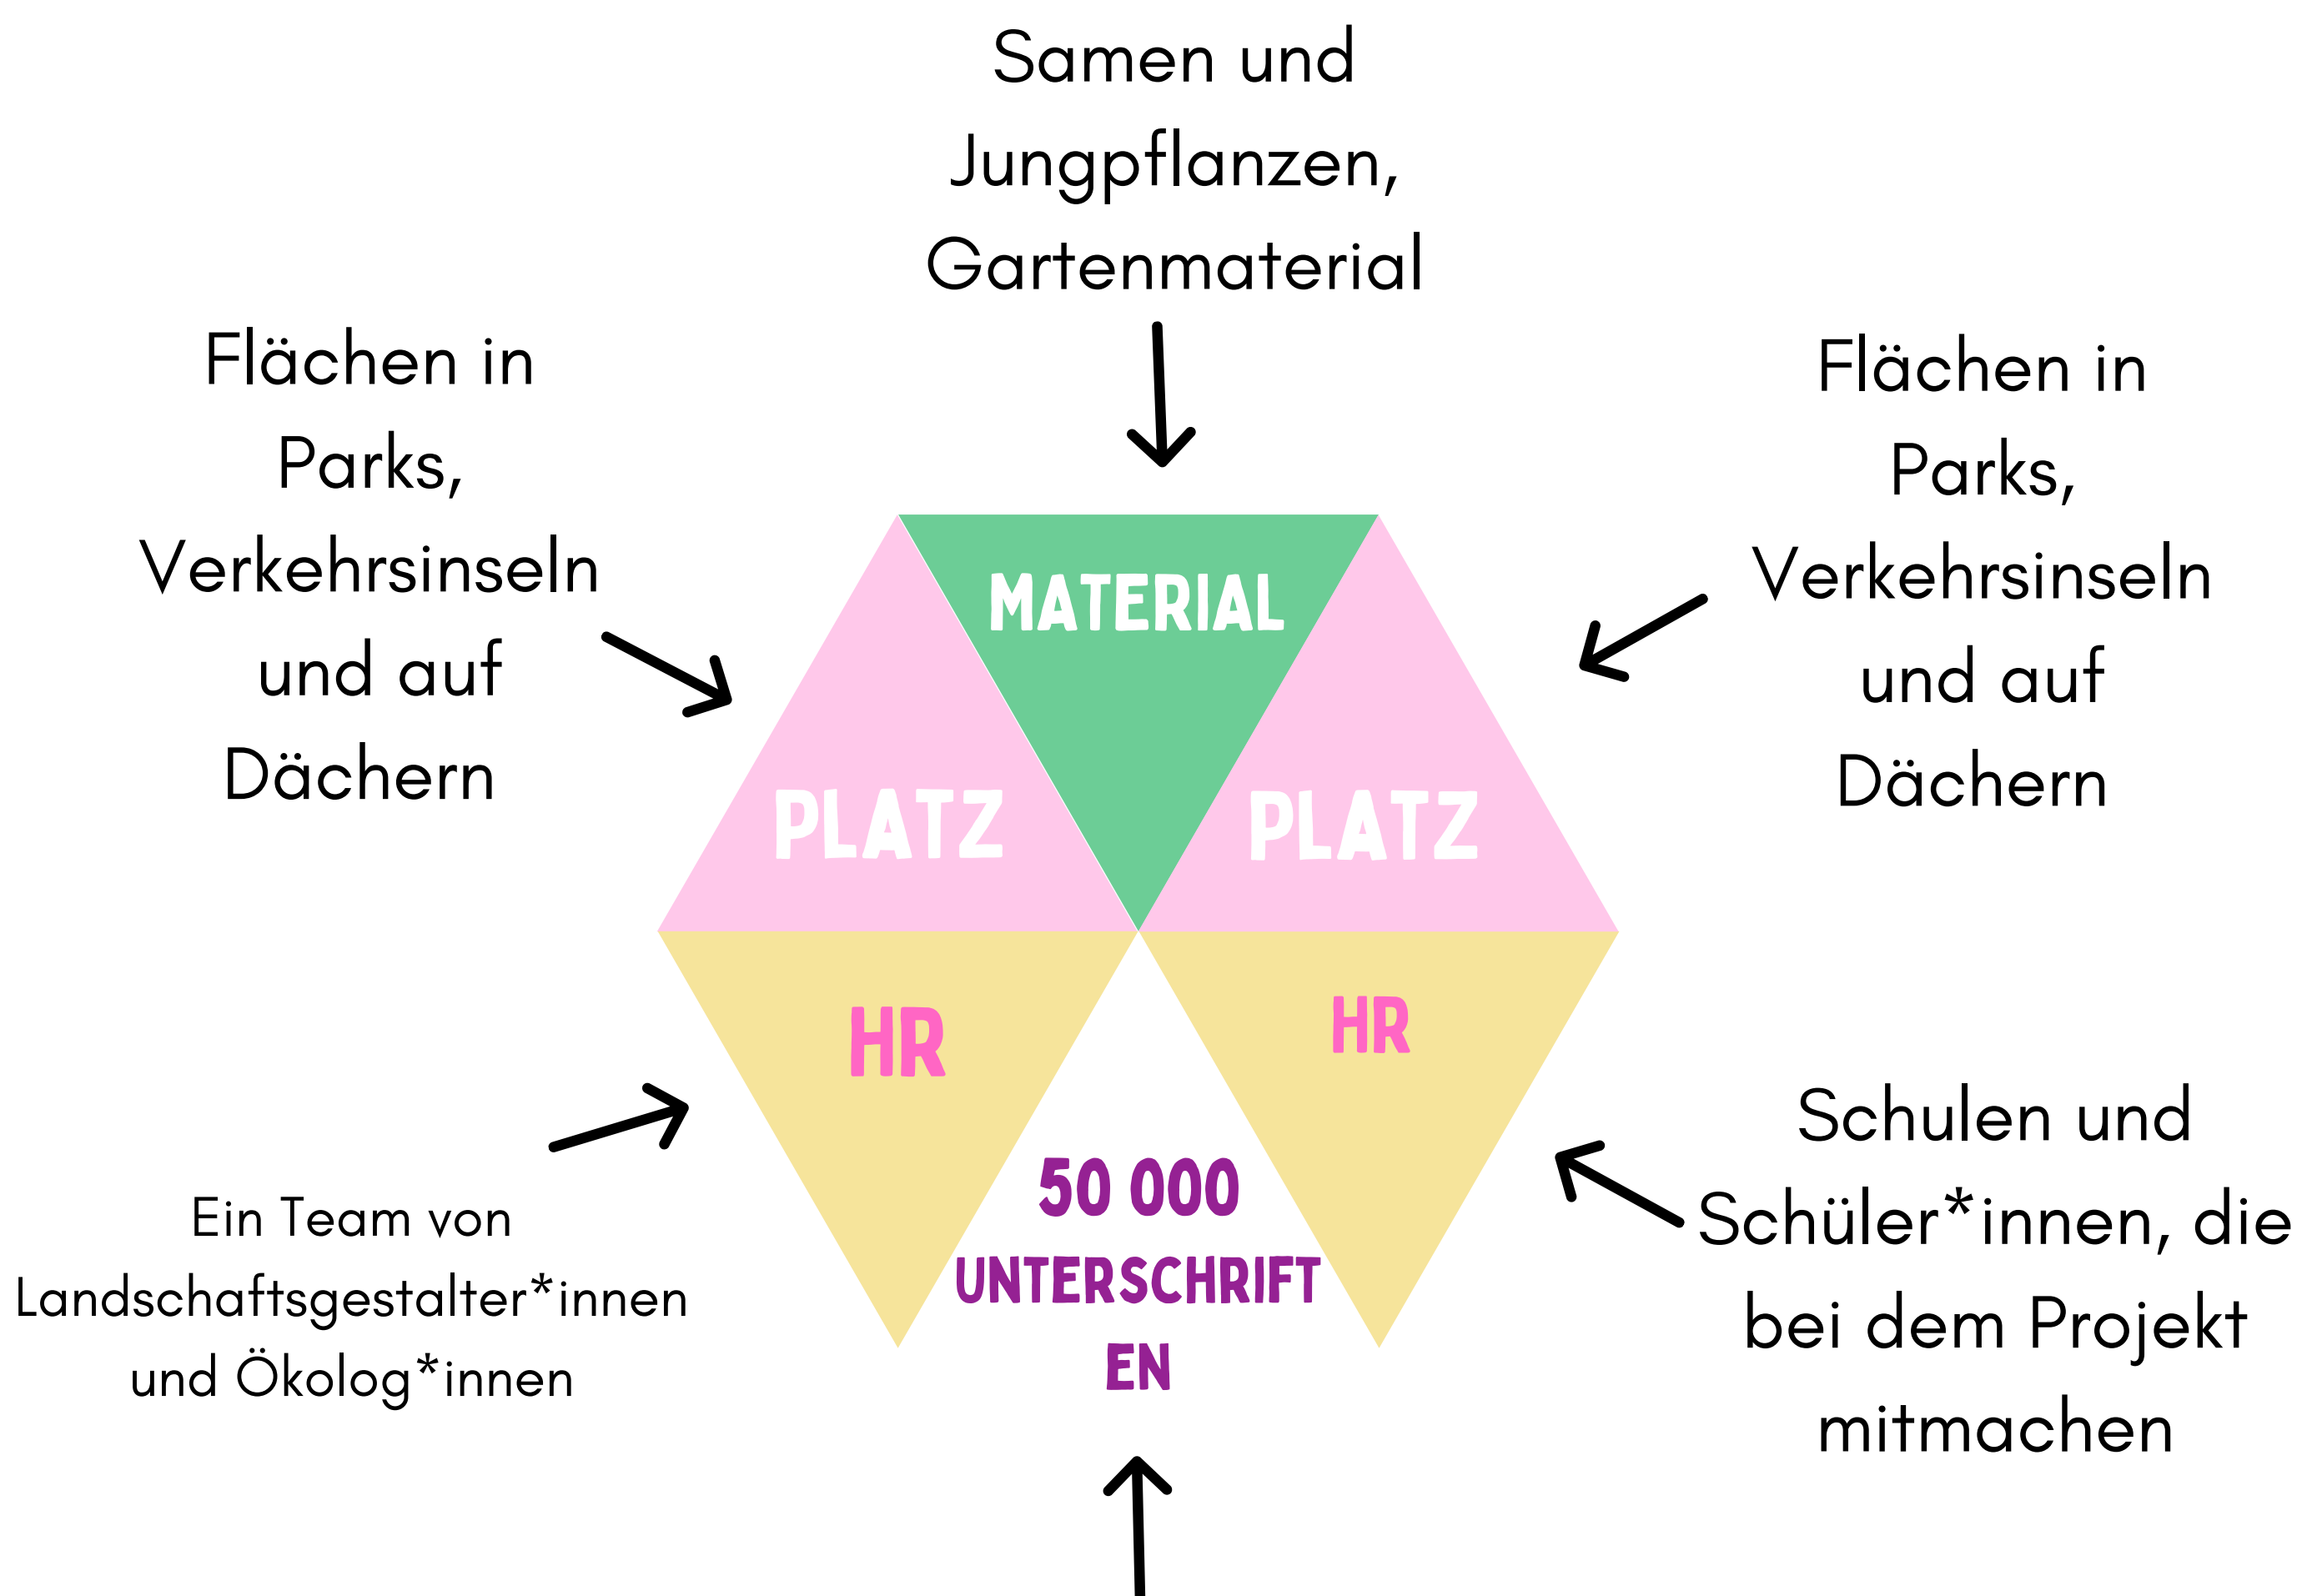 Samen und
Jungpflanzen,
Gartenmaterial
Flächen in
Parks,
Verkehrsinseln
und auf
Dächern
Flächen in
Parks,
Verkehrsinseln
und auf
Dächern
MATERIAL
PLATZ
PLATZ
HR
HR
50 000
UNTERSCHRIFT
EN
Ein Team von
Landschaftsgestalter*innen
und Ökolog*innen
Schulen und
Schüler*innen, die
bei dem Projekt
mitmachen